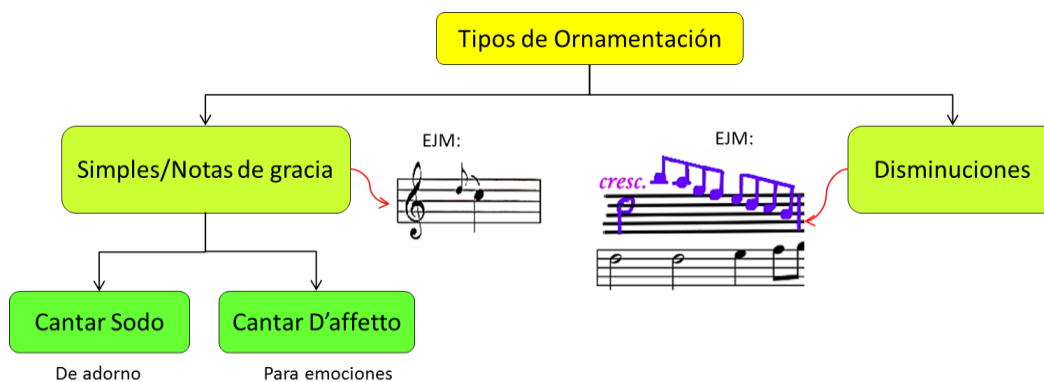 Tipos de Ornamentación
Simples/Notas de gracia
EJM:
EJM:
cresc.
Disminuciones
Cantar Sodo
Cantar D'affetto
De adorno
Para emociones